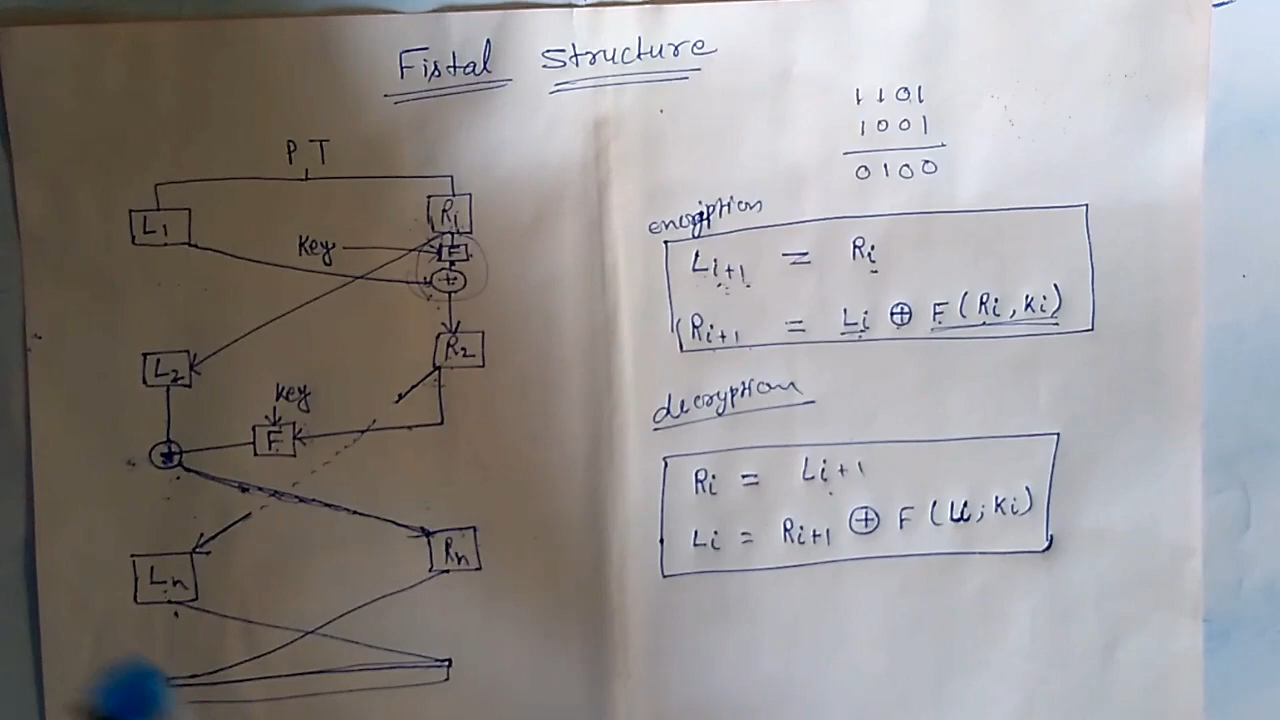 Fistal Structure
1101
1001
0100
PT
L1
R1
Key
F
L2
R2
key
F
Ln
Rn
encryption
Li+1 = Ri
Ri+1 = Li ⊕ F(Ri, Ki)
decryption
Ri = Li+1
Li = Ri+1 ⊕ F(Li, Ki)